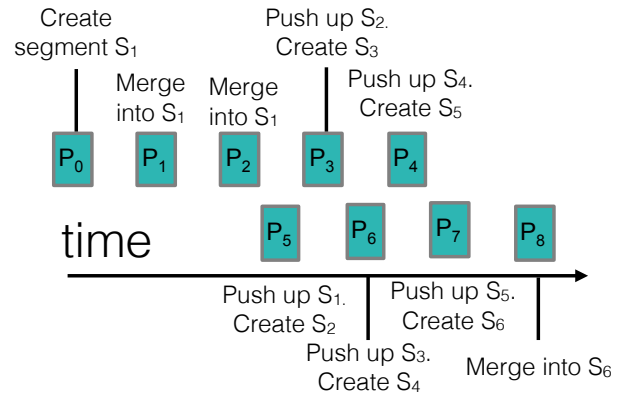 Create
segment S₁
Push up S₂.
Create S₃
Merge
into S₁
Merge
into S₁
Push up S₄.
Create S₅
P₀
P₁
P₂
P₃
P₄
P₅
P₆
P₇
P₈
time
Push up S₁.
Create S₂
Push up S₅.
Create S₆
Push up S₃.
Create S₄
Merge into S₆